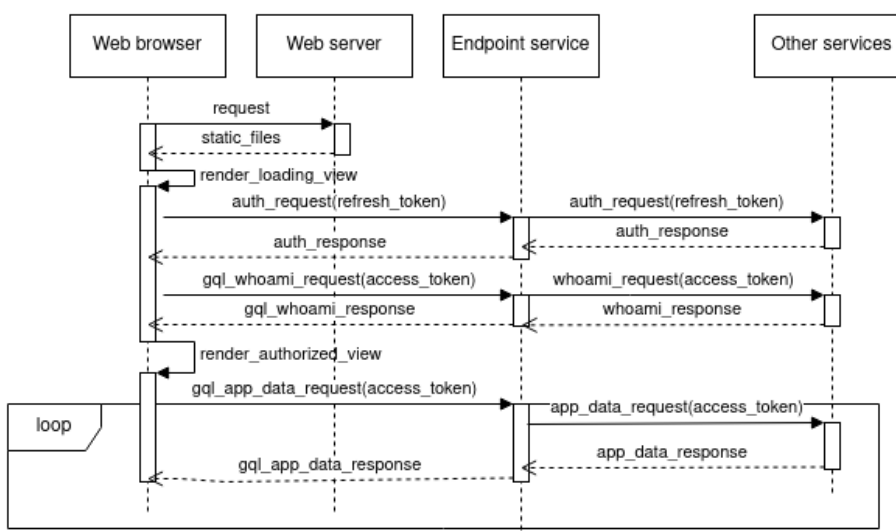 Web browser
Web server
Endpoint service
Other services
request
static_files
render_loading_view
auth_request(refresh_token)
auth_request(refresh_token)
auth_response
auth_response
gql_whoami_request(access_token)
whoami_request(access_token)
gql_whoami_response
whoami_response
render_authorized_view
gql_app_data_request(access_token)
app_data_request(access_token)
loop
app_data_response
gql_app_data_response